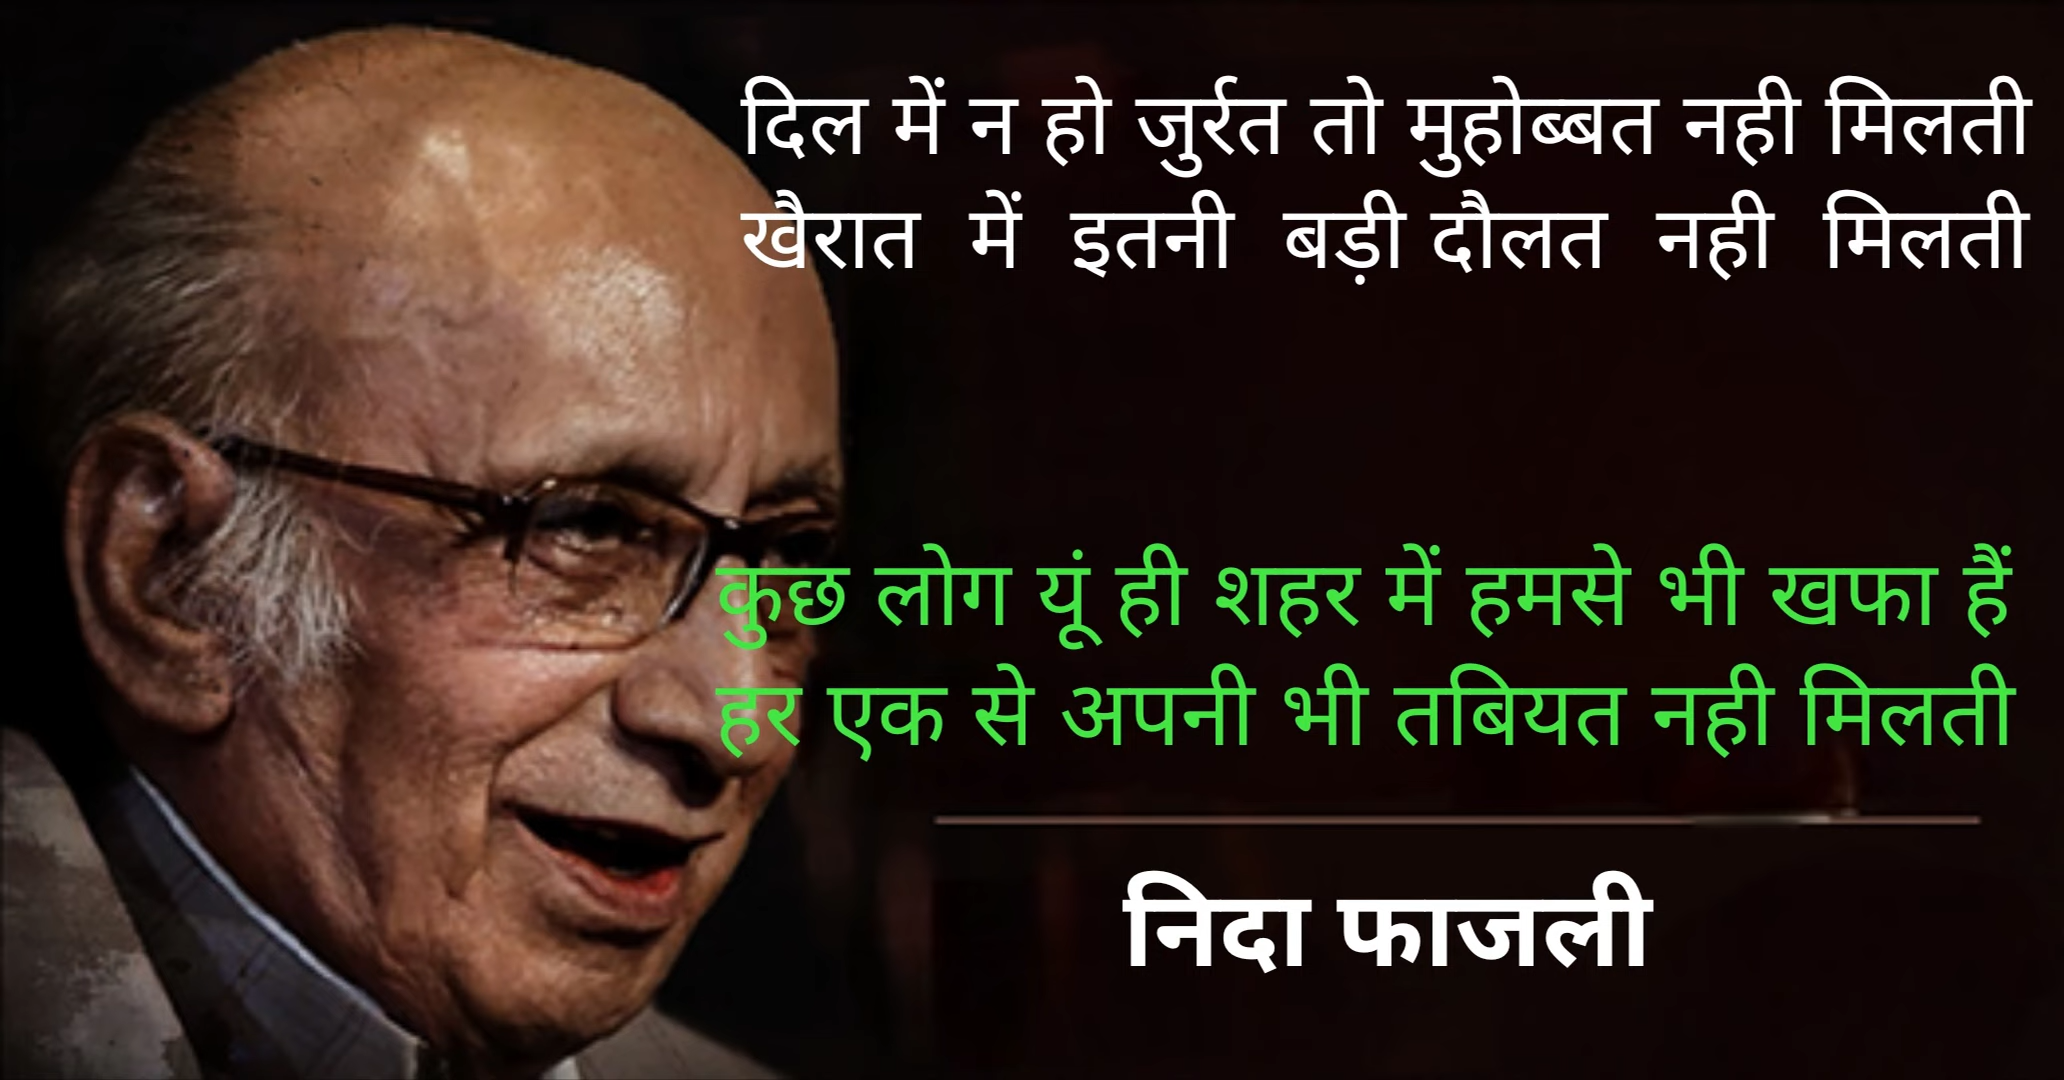 दिल में न हो जुर्रत तो मुहोब्बत नही मिलती
खैरात में इतनी बड़ी दौलत नही मिलती
कुछ लोग यूं ही शहर में हमसे भी खफा हैं
हर एक से अपनी भी तबियत नही मिलती
निदा फाजली